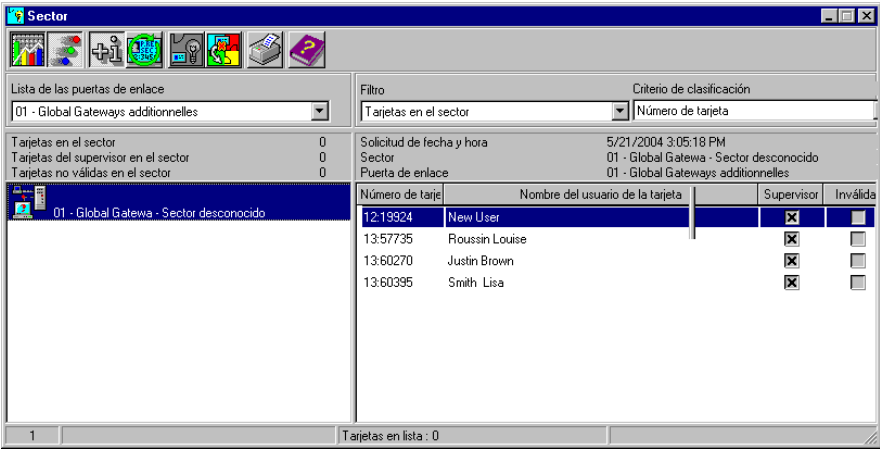 Sector
Lista de las puertas de enlace
01 - Global Gateways additionnelles
Filtro
Tarjetas en el sector
Criterio de clasificación
Número de tarjeta
Tarjetas en el sector 0
Tarjetas del supervisor en el sector 0
Tarjetas no válidas en el sector 0
Solicitud de fecha y hora 5/21/2004 3:05:18 PM
Sector 01 - Global Gatewa - Sector desconocido
Puerta de enlace 01 - Global Gateways additionnelles
01 - Global Gatewa - Sector desconocido
Número de tarje Nombre del usuario de la tarjeta Supervisor Inválida
12:19924 New User
13:57735 Roussin Louise
13:60270 Justin Brown
13:60395 Smith Lisa
1 Tarjetas en lista : 0